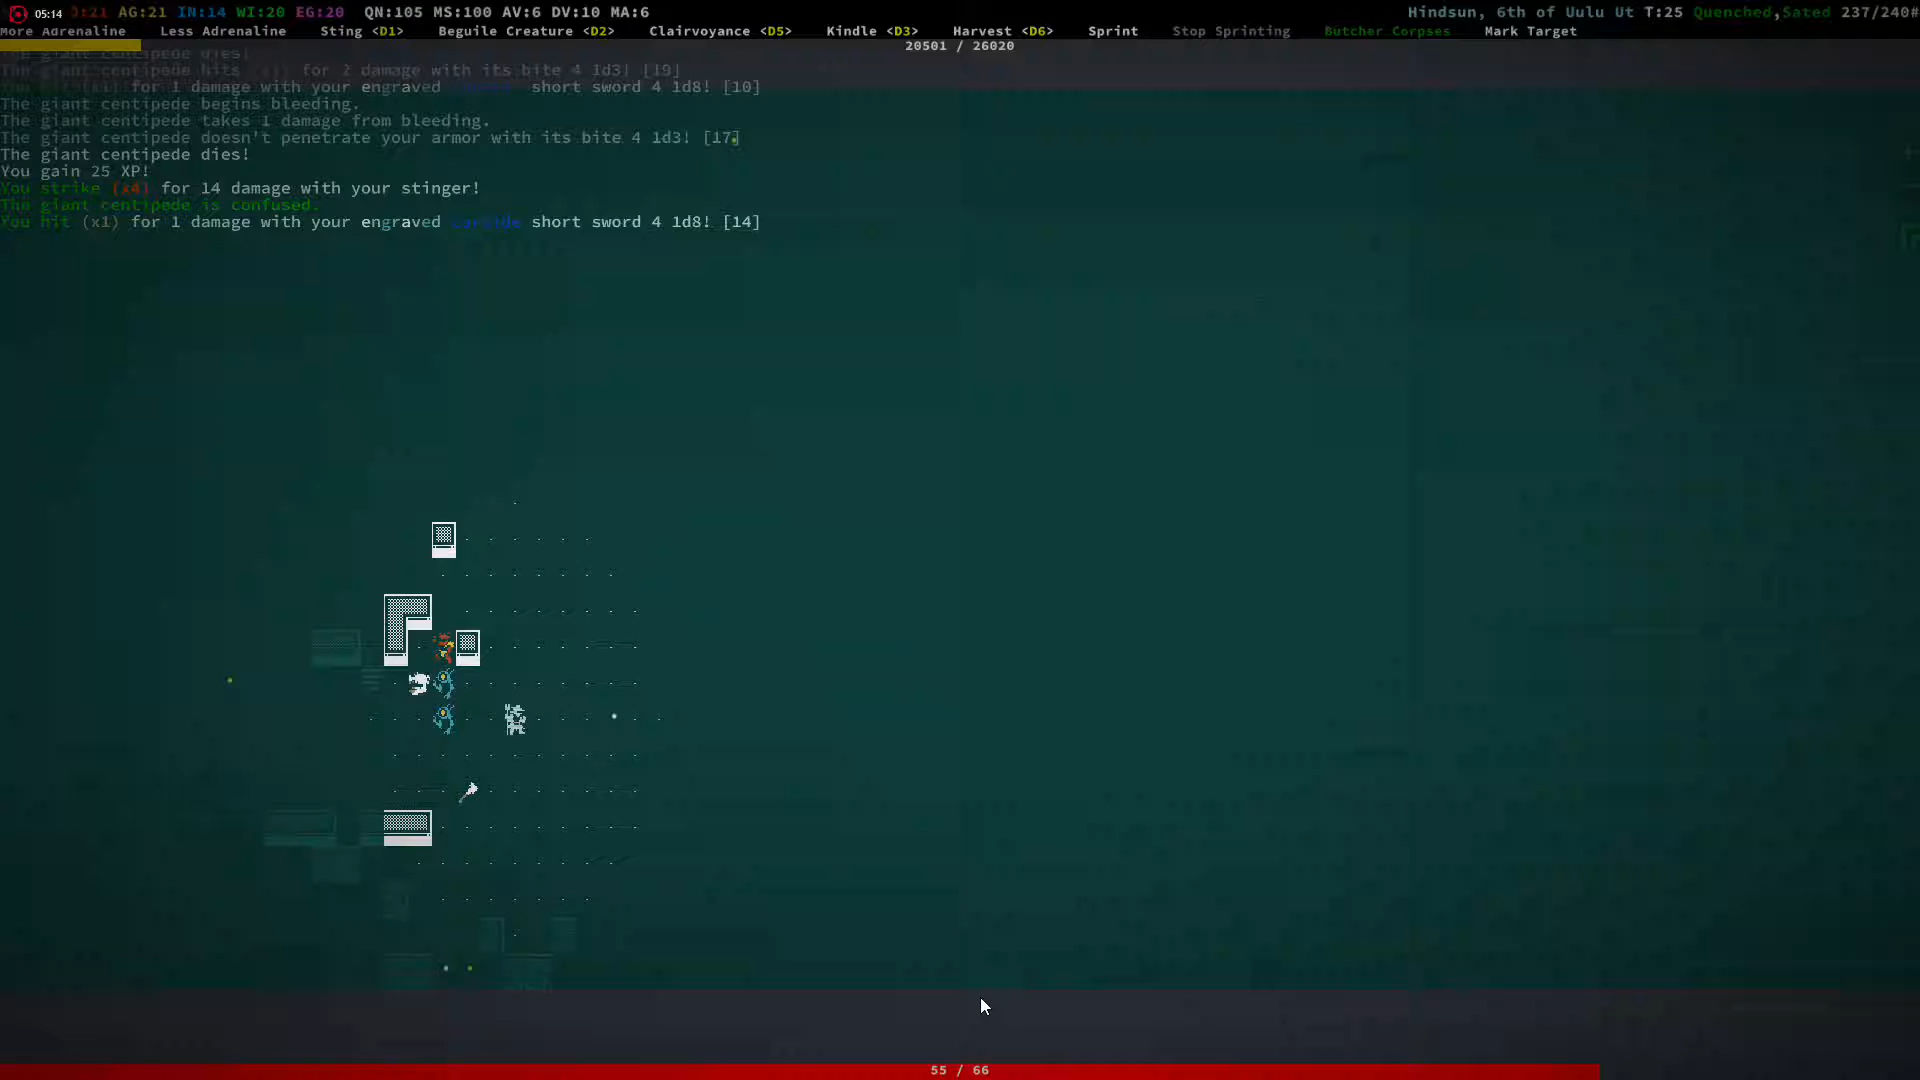 05:14 :21 AG:21 IN:14 WI:20 EG:20 QN:105 MS:100 AV:6 DV:10 MA:6 Hindsun, 6th of Uulu Ut T:25 Quenched,Sated 237/240#
More Adrenaline Less Adrenaline Sting <D1> Beguile Creature <D2> Clairvoyance <D5> Kindle <D3> Harvest <D6> Sprint Stop Sprinting Butcher Corpses Mark Target
20501 / 26020
The giant centipede dies!
The giant centipede hits for 2 damage with its bite 4 1d3! [19]
for 1 damage with your engraved short sword 4 1d8! [10]
The giant centipede begins bleeding.
The giant centipede takes 1 damage from bleeding.
The giant centipede doesn't penetrate your armor with its bite 4 1d3! [17]
The giant centipede dies!
You gain 25 XP!
You strike (x4) for 14 damage with your stinger!
The giant centipede is confused.
You hit (x1) for 1 damage with your engraved carbide short sword 4 1d8! [14]
55 / 66